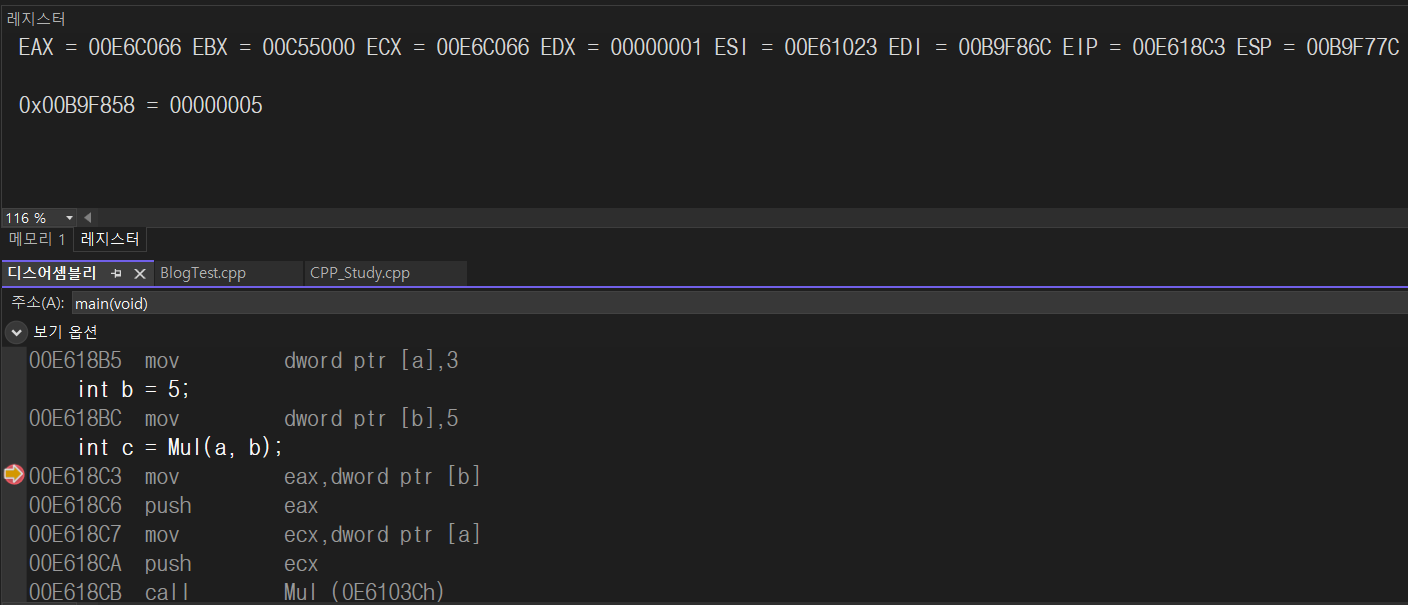 레지스터
EAX = 00E6C066 EBX = 00C55000 ECX = 00E6C066 EDX = 00000001 ESI = 00E61023 EDI = 00B9F86C EIP = 00E618C3 ESP = 00B9F77C
0x00B9F858 = 00000005
116 %
메모리 1 레지스터
디스어셈블리 BlogTest.cpp CPP_Study.cpp
주소(A): main(void)
보기 옵션
00E618B5 mov dword ptr [a],3
int b = 5;
00E618BC mov dword ptr [b],5
int c = Mul(a, b);
00E618C3 mov eax,dword ptr [b]
00E618C6 push eax
00E618C7 mov ecx,dword ptr [a]
00E618CA push ecx
00E618CB call Mul (0E6103Ch)